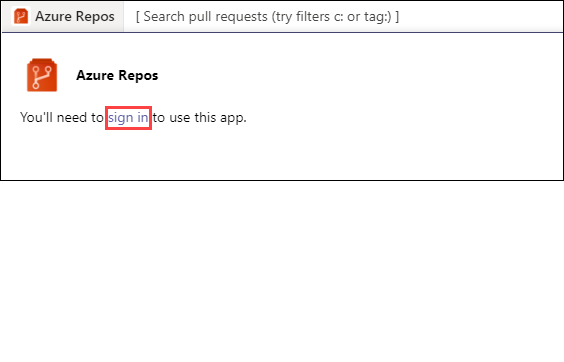 Azure Repos [ Search pull requests (try filters c: or tag:) ]
Azure Repos
You'll need to sign in to use this app.